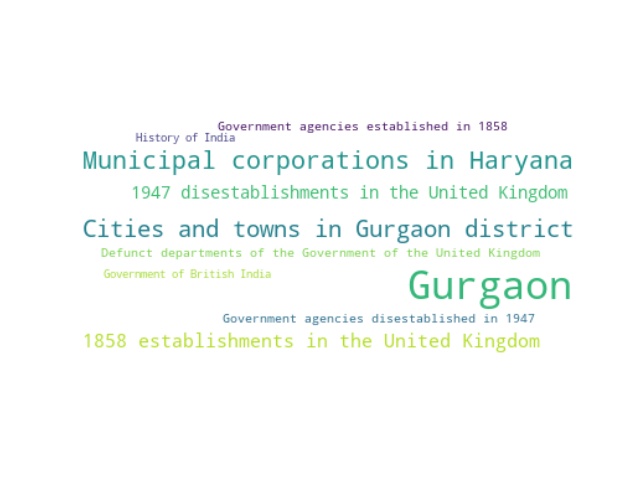 Government agencies established in 1858
History of India
Municipal corporations in Haryana
1947 disestablishments in the United Kingdom
Cities and towns in Gurgaon district
Defunct departments of the Government of the United Kingdom
Government of British India
Gurgaon
Government agencies disestablished in 1947
1858 establishments in the United Kingdom